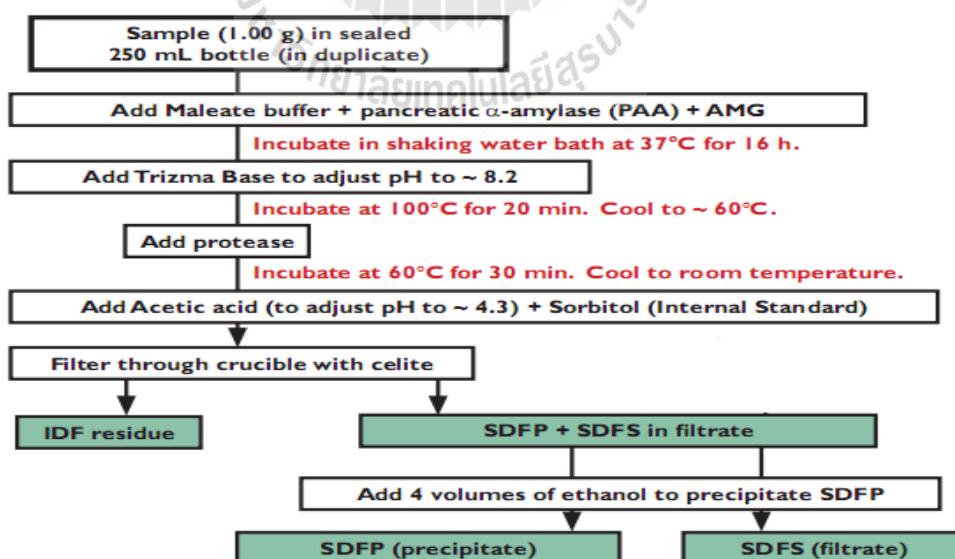 Sample (1.00 g) in sealed
250 mL bottle (in duplicate)
Add Maleate buffer + pancreatic α-amylase (PAA) + AMG
Incubate in shaking water bath at 37°C for 16 h.
Add Trizma Base to adjust pH to ~ 8.2
Incubate at 100°C for 20 min. Cool to ~ 60°C.
Add protease
Incubate at 60°C for 30 min. Cool to room temperature.
Add Acetic acid (to adjust pH to ~ 4.3) + Sorbitol (Internal Standard)
Filter through crucible with celite
IDF residue
SDFP + SDFS in filtrate
Add 4 volumes of ethanol to precipitate SDFP
SDFP (precipitate)
SDFS (filtrate)